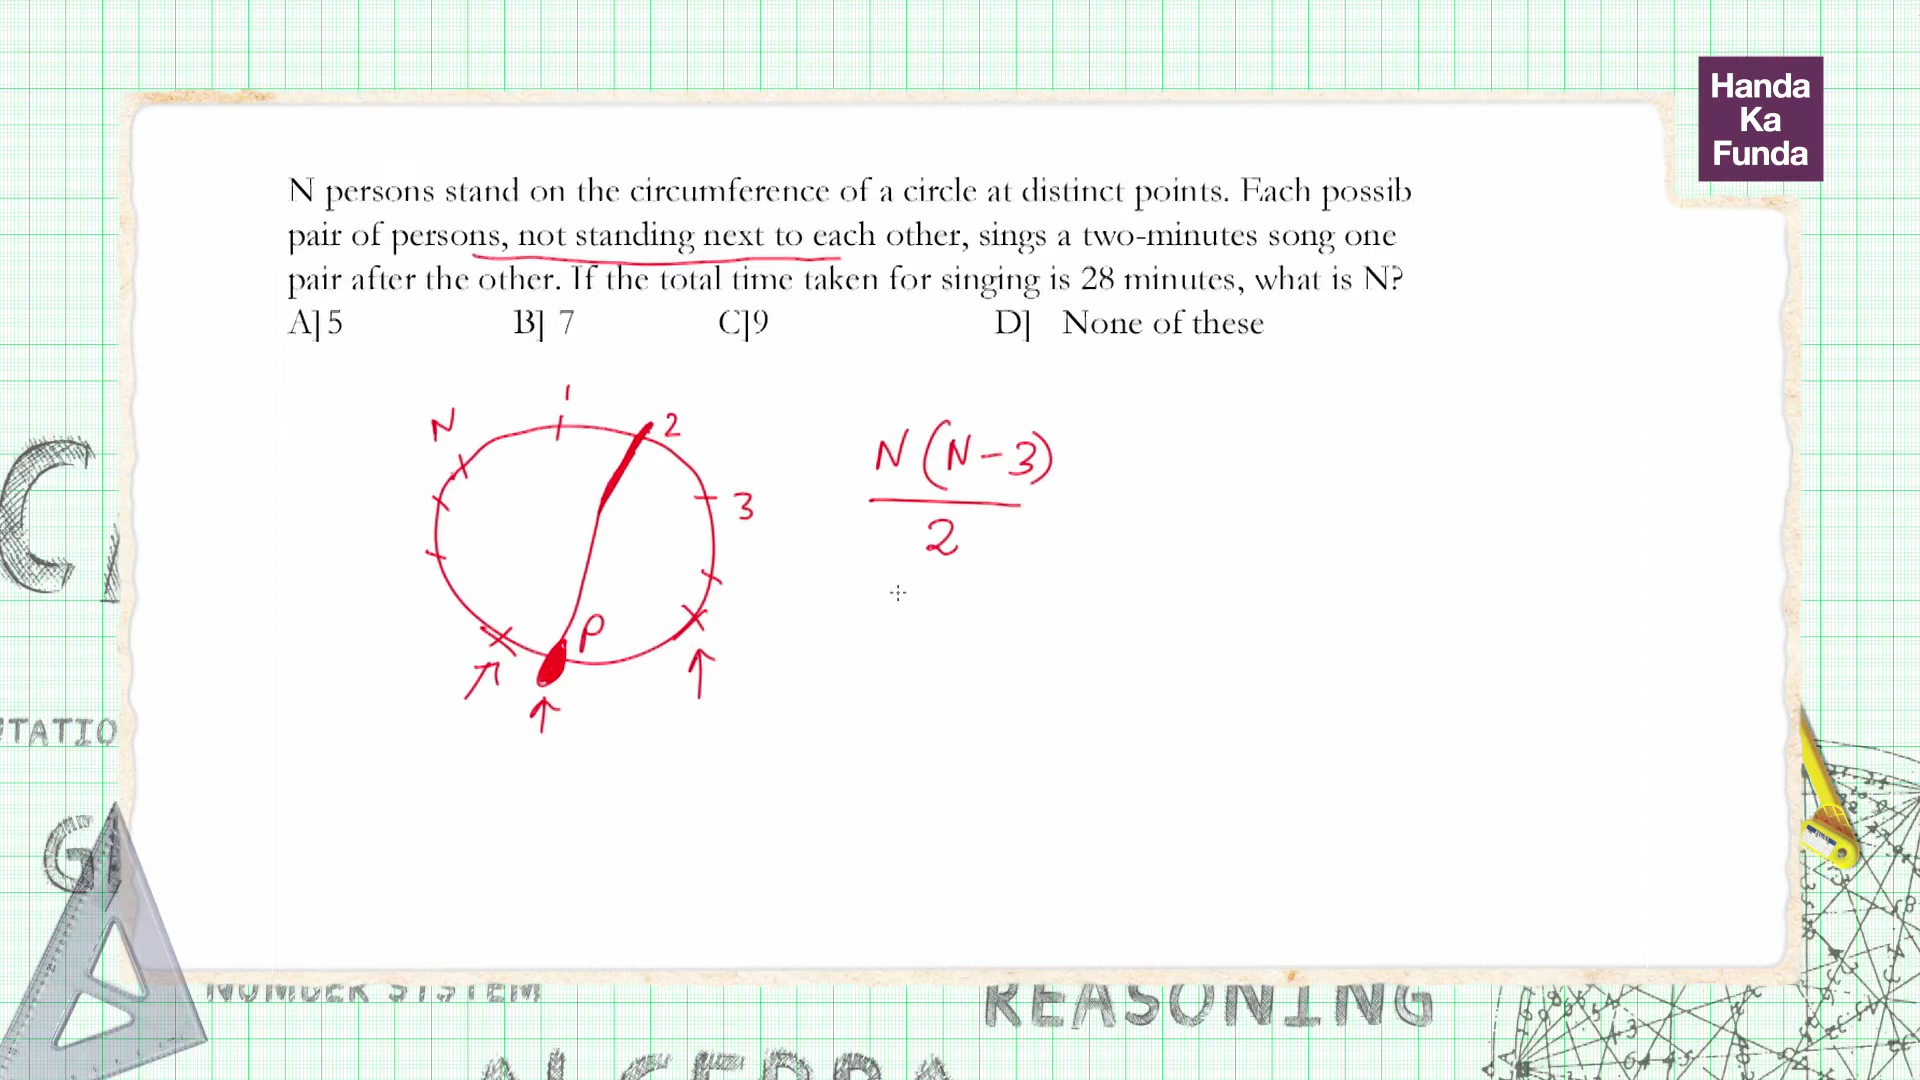 Handa
Ka
Funda
N persons stand on the circumference of a circle at distinct points. Each possib
pair of persons, not standing next to each other, sings a two-minutes song one
pair after the other. If the total time taken for singing is 28 minutes, what is N?
A] 5 B] 7 C]9 D] None of these
1
N 2
3
P
N(N-3)
2
NUMBER SYSTEM
REASONING
ALGEBRA